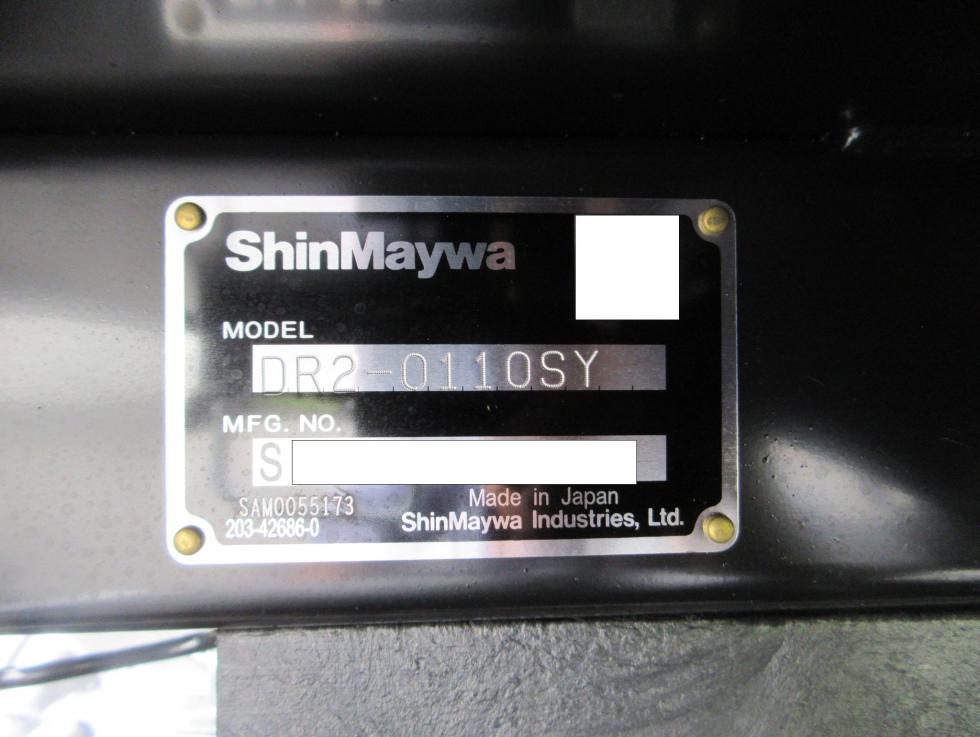 ShinMaywa
MODEL
DR2-0110SY
MFG. NO.
S
SAM0055173
203-42686-0
Made in Japan
ShinMaywa Industries, Ltd.